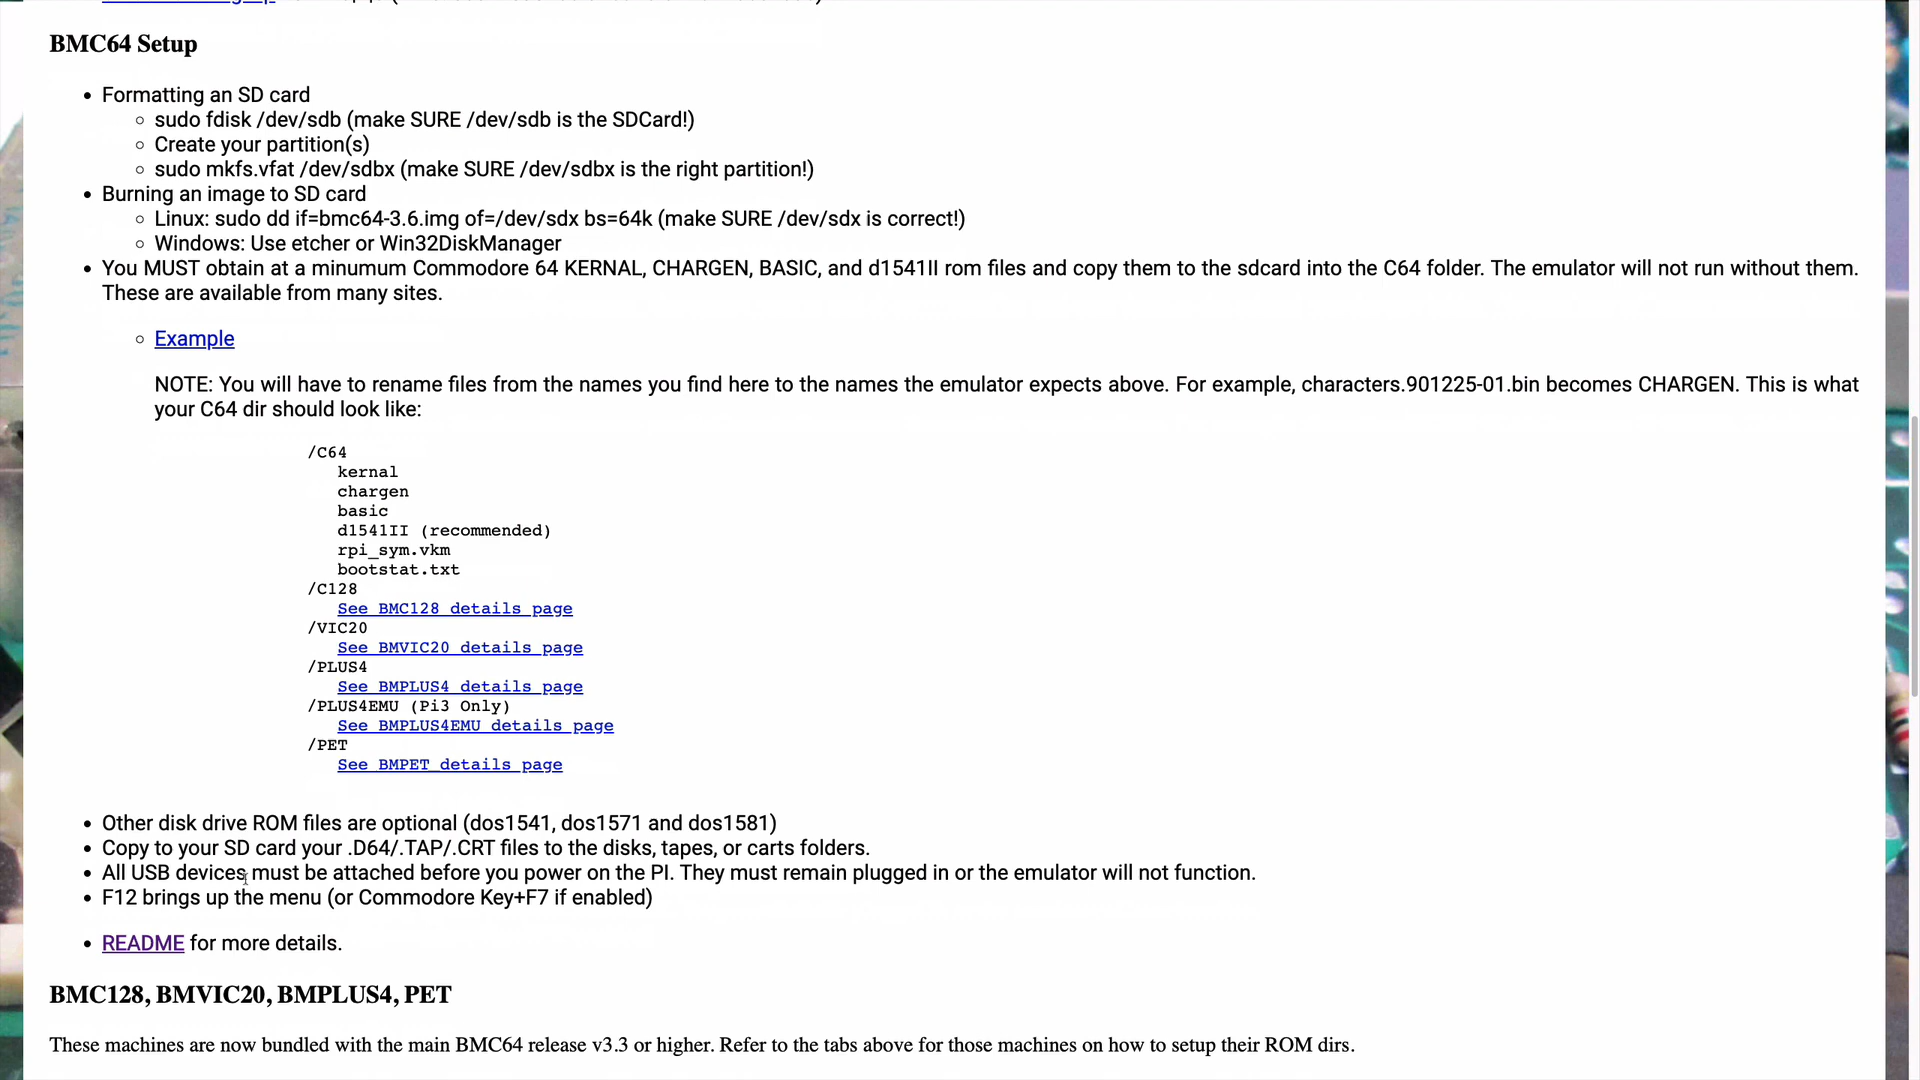 BMC64 Setup
Formatting an SD card
sudo fdisk /dev/sdb (make SURE /dev/sdb is the SDCard!)
Create your partition(s)
sudo mkfs.vfat /dev/sdbx (make SURE /dev/sdbx is the right partition!)
Burning an image to SD card
Linux: sudo dd if=bmc64-3.6.img of=/dev/sdx bs=64k (make SURE /dev/sdx is correct!)
Windows: Use etcher or Win32DiskManager
You MUST obtain at a minumum Commodore 64 KERNAL, CHARGEN, BASIC, and d1541II rom files and copy them to the sdcard into the C64 folder. The emulator will not run without them.
These are available from many sites.
Example
NOTE: You will have to rename files from the names you find here to the names the emulator expects above. For example, characters.901225-01.bin becomes CHARGEN. This is what
your C64 dir should look like:
/C64
kernal
chargen
basic
d1541II (recommended)
rpi_sym.vkm
bootstat.txt
/C128
See BMC128 details page
/VIC20
See BMVIC20 details page
/PLUS4
See BMPLUS4 details page
/PLUS4EMU (Pi3 Only)
See BMPLUS4EMU details page
/PET
See BMPET details page
Other disk drive ROM files are optional (dos1541, dos1571 and dos1581)
Copy to your SD card your .D64/.TAP/.CRT files to the disks, tapes, or carts folders.
All USB devices must be attached before you power on the PI. They must remain plugged in or the emulator will not function.
F12 brings up the menu (or Commodore Key+F7 if enabled)
README for more details.
BMC128, BMVIC20, BMPLUS4, PET
These machines are now bundled with the main BMC64 release v3.3 or higher. Refer to the tabs above for those machines on how to setup their ROM dirs.